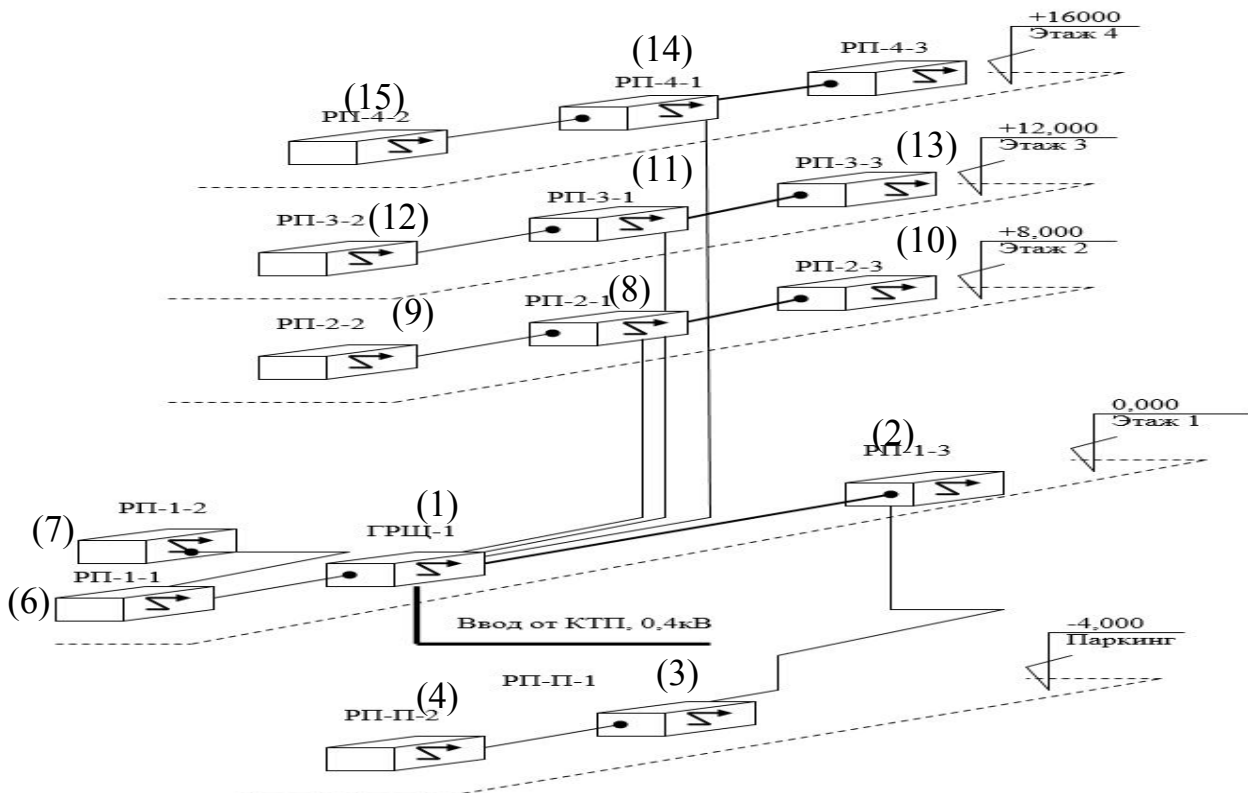 +16000
Этаж 4
(14)
РП-4-3
РП-4-1
(15)
РП-4-2
+12,000
Этаж 3
(13)
РП-3-3
(11)
РП-3-1
(12)
РП-3-2
+8,000
Этаж 2
(10)
РП-2-3
(8)
РП-2-1
(9)
РП-2-2
0,000
Этаж 1
(2)
РП-1-3
(1)
ГРЩ-1
РП-1-2
(7)
РП-1-1
(6)
Ввод от КТП, 0,4кВ
-4,000
Паркинг
(3)
РП-П-1
(4)
РП-П-2